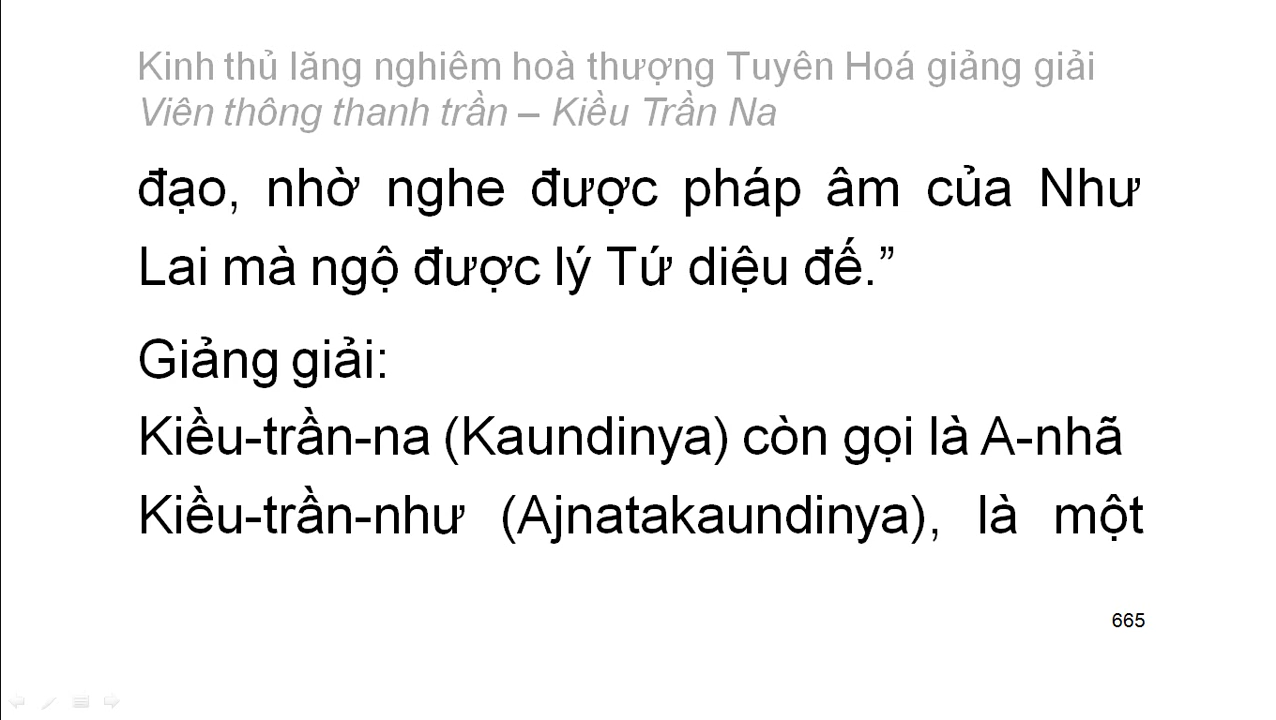 Kinh thủ lăng nghiêm hoà thượng Tuyên Hoá giảng giải
Viên thông thanh trần – Kiều Trần Na
đạo, nhờ nghe được pháp âm của Như
Lai mà ngộ được lý Tứ diệu đế.”
Giảng giải:
Kiều-trần-na (Kaundinya) còn gọi là A-nhã
Kiều-trần-như (Ajnatakaundinya), là một
665